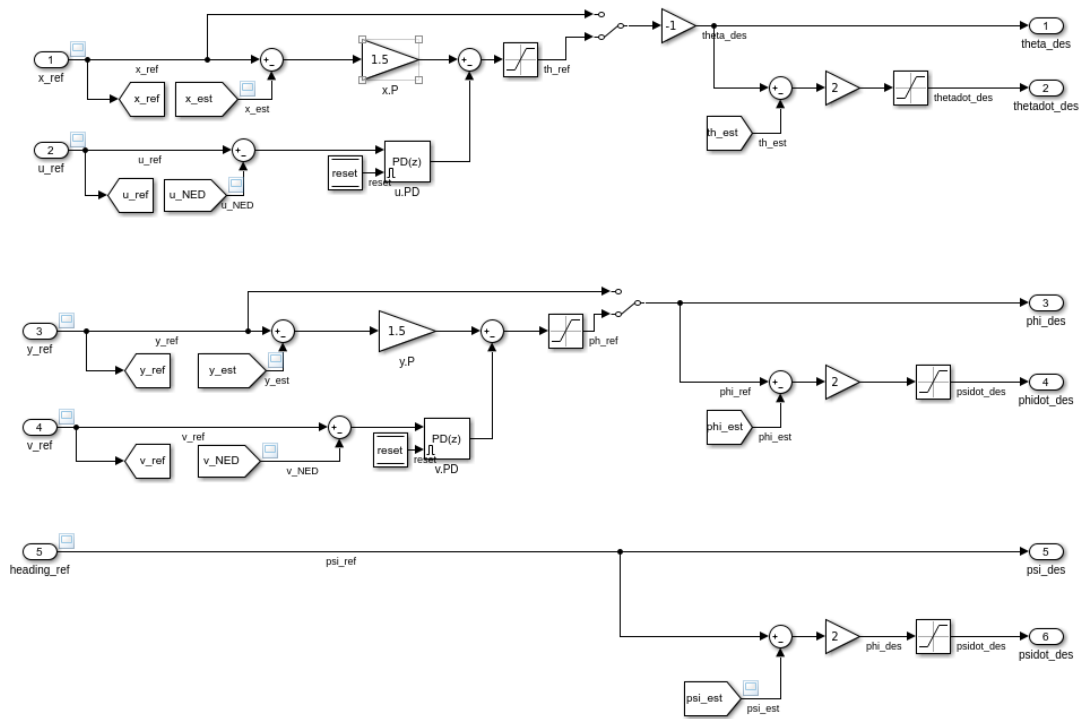 1
x_ref
x_ref
x_ref
x_est
x_est
+
-
1.5
x.P
+
-
th_ref
-1
theta_des
1
theta_des
+
-
2
thetadot_des
2
thetadot_des
th_est
th_est
2
u_ref
u_ref
u_ref
u_NED
u_NED
+
-
reset
reset
PD(z)
u.PD
3
y_ref
y_ref
y_ref
y_est
y_est
+
-
1.5
y.P
+
-
ph_ref
3
phi_des
phi_ref
+
-
2
psidot_des
4
phidot_des
phi_est
phi_est
4
v_ref
v_ref
v_ref
v_NED
v_NED
+
-
reset
reset
PD(z)
v.PD
5
heading_ref
psi_ref
5
psi_des
+
-
2
phi_des
psidot_des
6
psidot_des
psi_est
psi_est